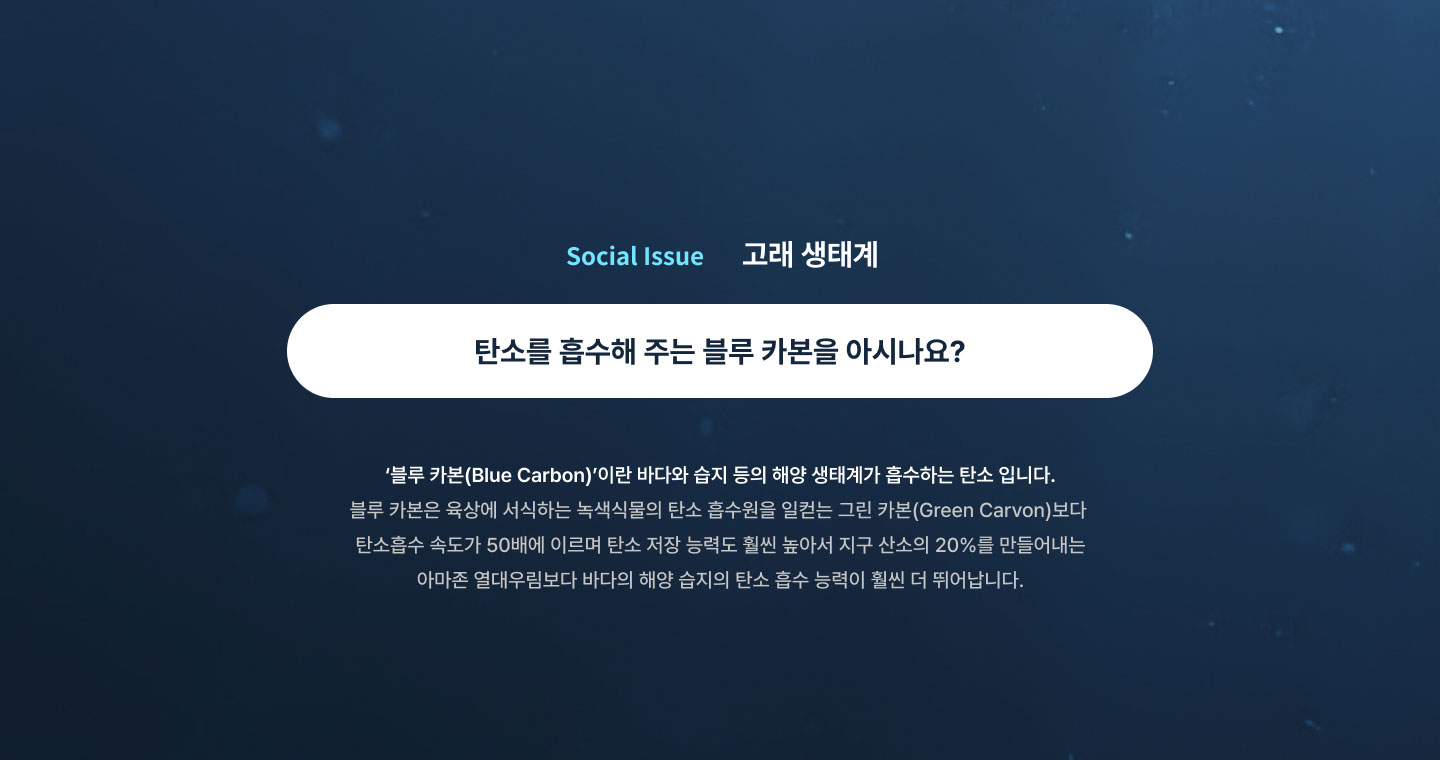 Social Issue 고래 생태계
탄소를 흡수해 주는 블루 카본을 아시나요?
‘블루 카본(Blue Carbon)’이란 바다와 습지 등의 해양 생태계가 흡수하는 탄소 입니다.
블루 카본은 육상에 서식하는 녹색식물의 탄소 흡수원을 일컫는 그린 카본(Green Carvon)보다
탄소흡수 속도가 50배에 이르며 탄소 저장 능력도 훨씬 높아서 지구 산소의 20%를 만들어내는
아마존 열대우림보다 바다의 해양 습지의 탄소 흡수 능력이 훨씬 더 뛰어납니다.